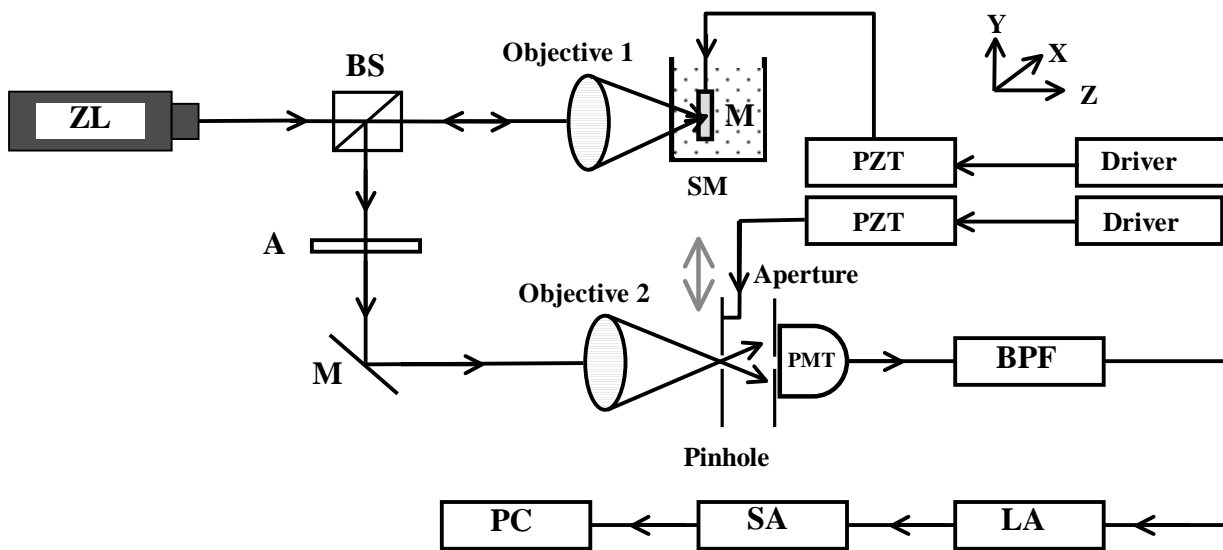 ZL
BS
Objective 1
M
SM
Y
X
Z
PZT
Driver
PZT
Driver
A
Aperture
Objective 2
M
PMT
BPF
Pinhole
PC
SA
LA